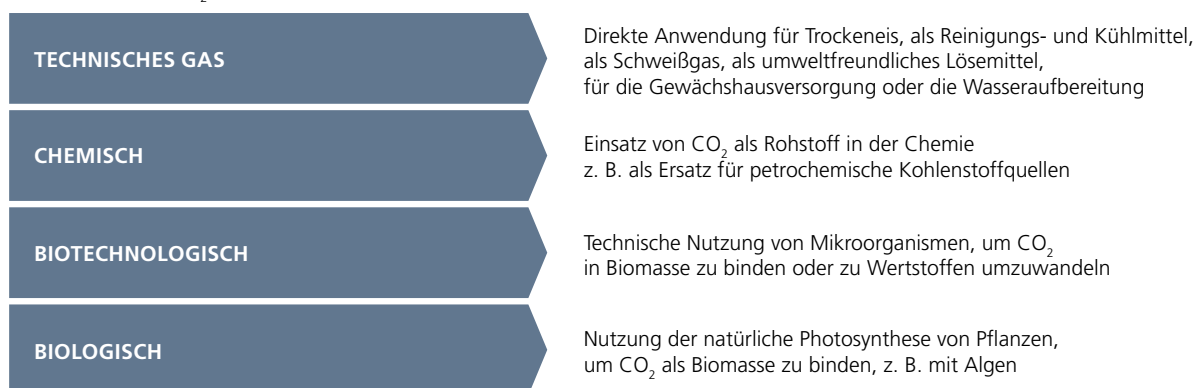 TECHNISCHES GAS
Direkte Anwendung für Trockeneis, als Reinigungs- und Kühlmittel,
als Schweißgas, als umweltfreundliches Lösemittel,
für die Gewächshausversorgung oder die Wasseraufbereitung
CHEMISCH
Einsatz von CO₂ als Rohstoff in der Chemie
z. B. als Ersatz für petrochemische Kohlenstoffquellen
BIOTECHNOLOGISCH
Technische Nutzung von Mikroorganismen, um CO₂
in Biomasse zu binden oder zu Wertstoffen umzuwandeln
BIOLOGISCH
Nutzung der natürliche Photosynthese von Pflanzen,
um CO₂ als Biomasse zu binden, z. B. mit Algen